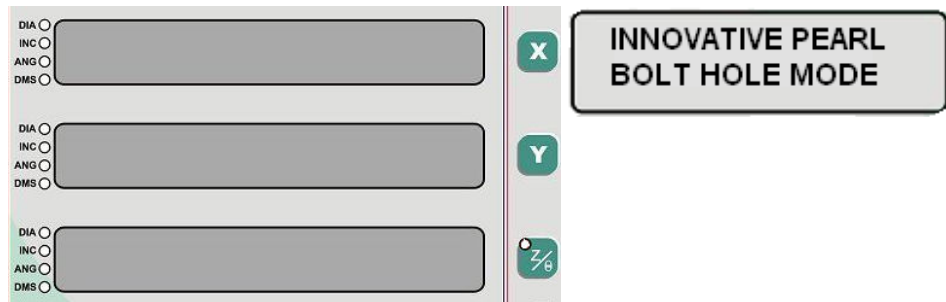 DIA
INC
ANG
DMS
X
INNOVATIVE PEARL
BOLT HOLE MODE
DIA
INC
ANG
DMS
Y
DIA
INC
ANG
DMS
Z/θ